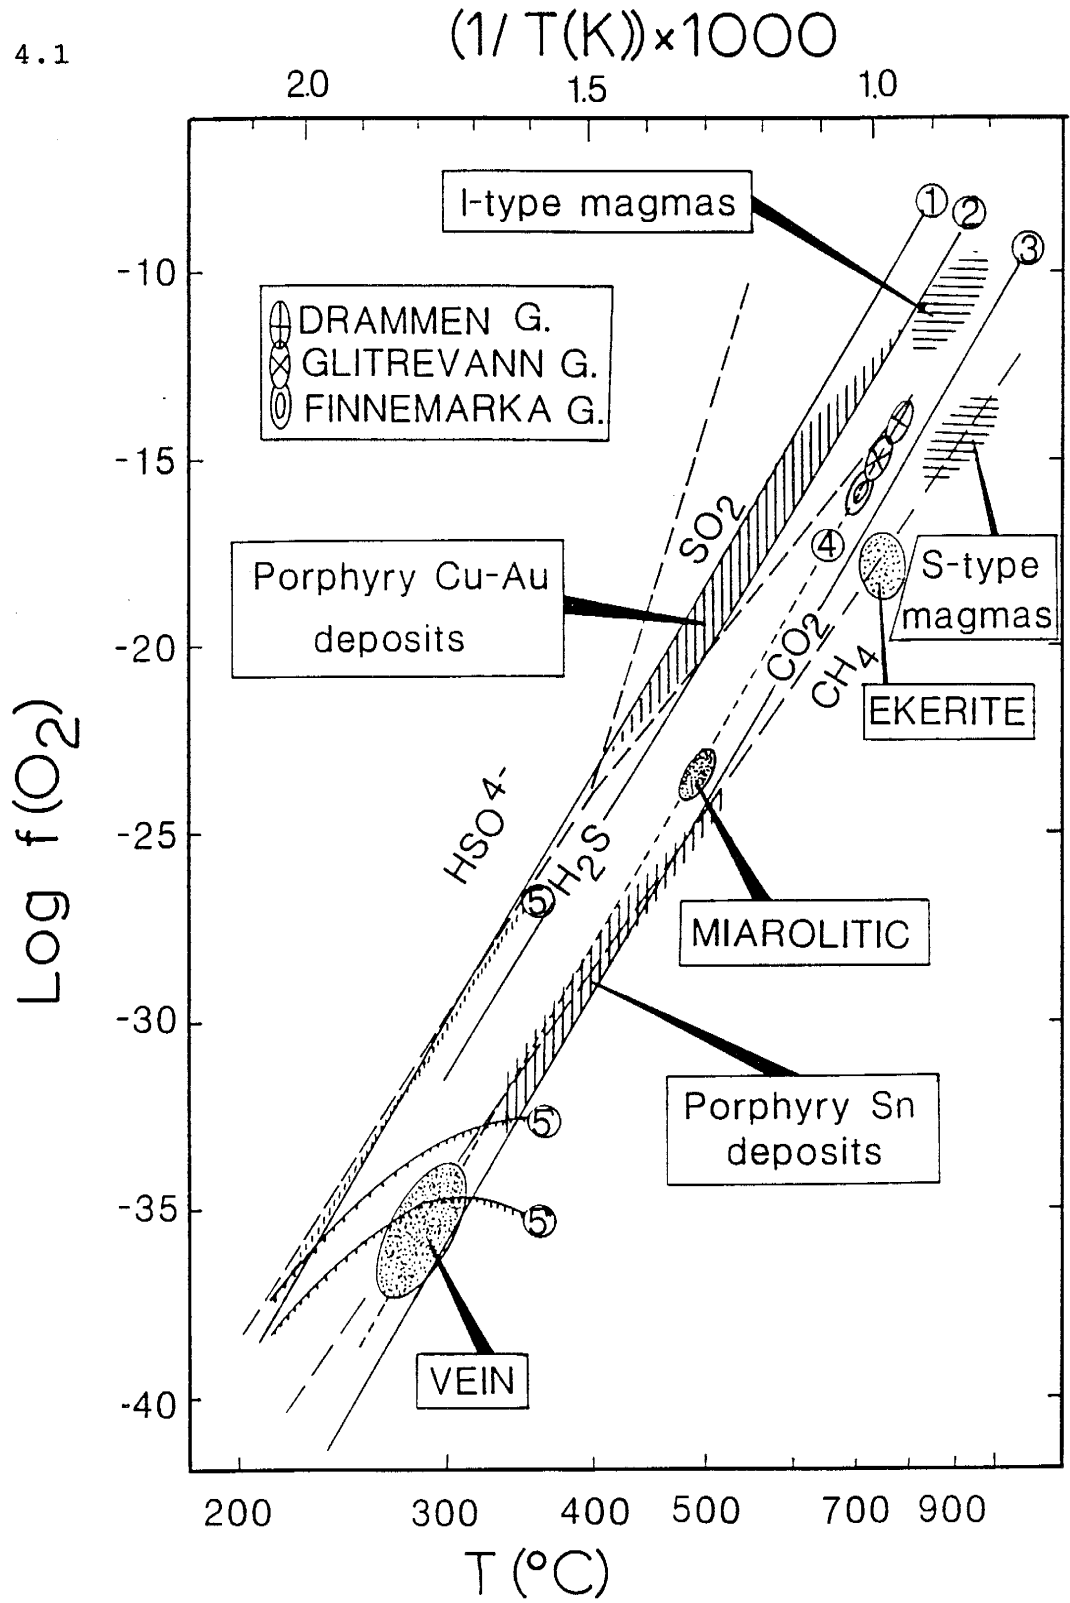 4.1
(1/T(K))×1000
2.0 1.5 1.0
I-type magmas
1 2 3
-10
DRAMMEN G.
GLITREVANN G.
FINNEMARKA G.
-15
SO2
4
Porphyry Cu-Au
deposits
S-type
magmas
-20
CO2
CH4
EKERITE
Log f(O2)
HSO4-
-25
H2S
5
MIAROLITIC
-30
Porphyry Sn
deposits
5
-35
5
VEIN
-40
200 300 400 500 700 900
T(°C)